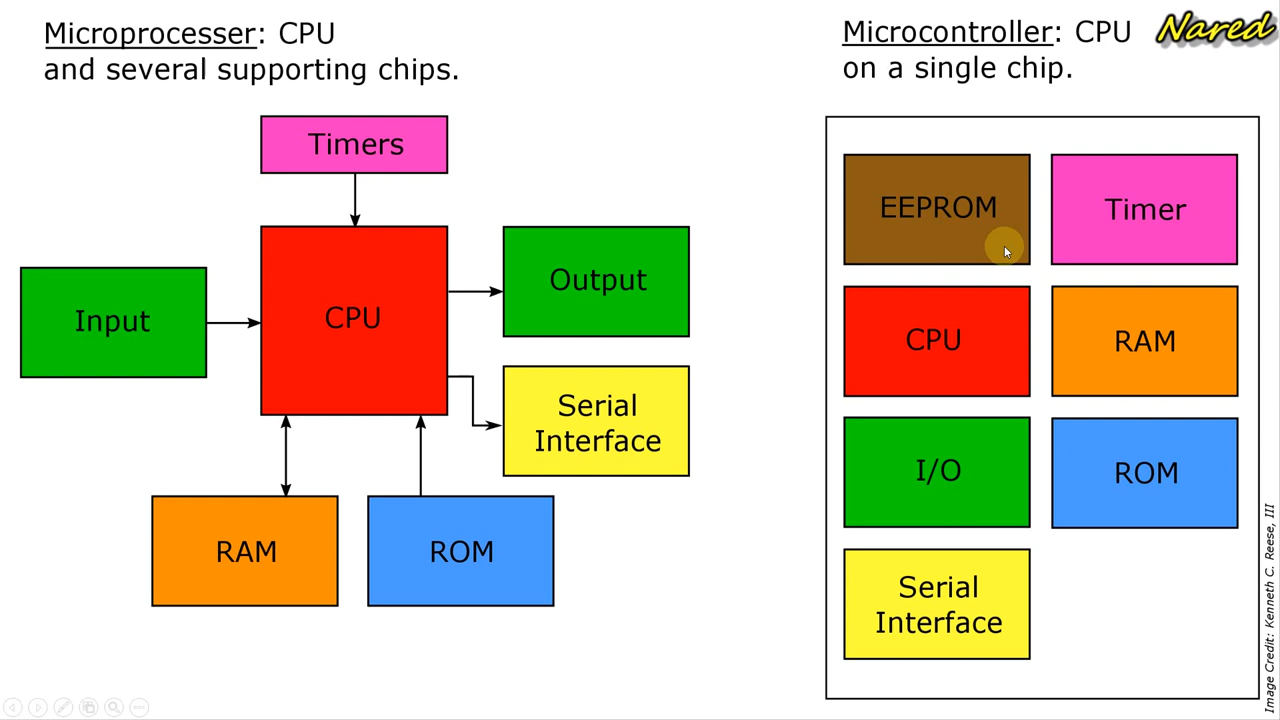 Microprocesser: CPU
and several supporting chips.
Timers
Input
CPU
Output
Serial
Interface
RAM
ROM
Microcontroller: CPU
on a single chip.
Nared
EEPROM
Timer
CPU
RAM
I/O
ROM
Serial
Interface
Image Credit: Kenneth C. Reese, III